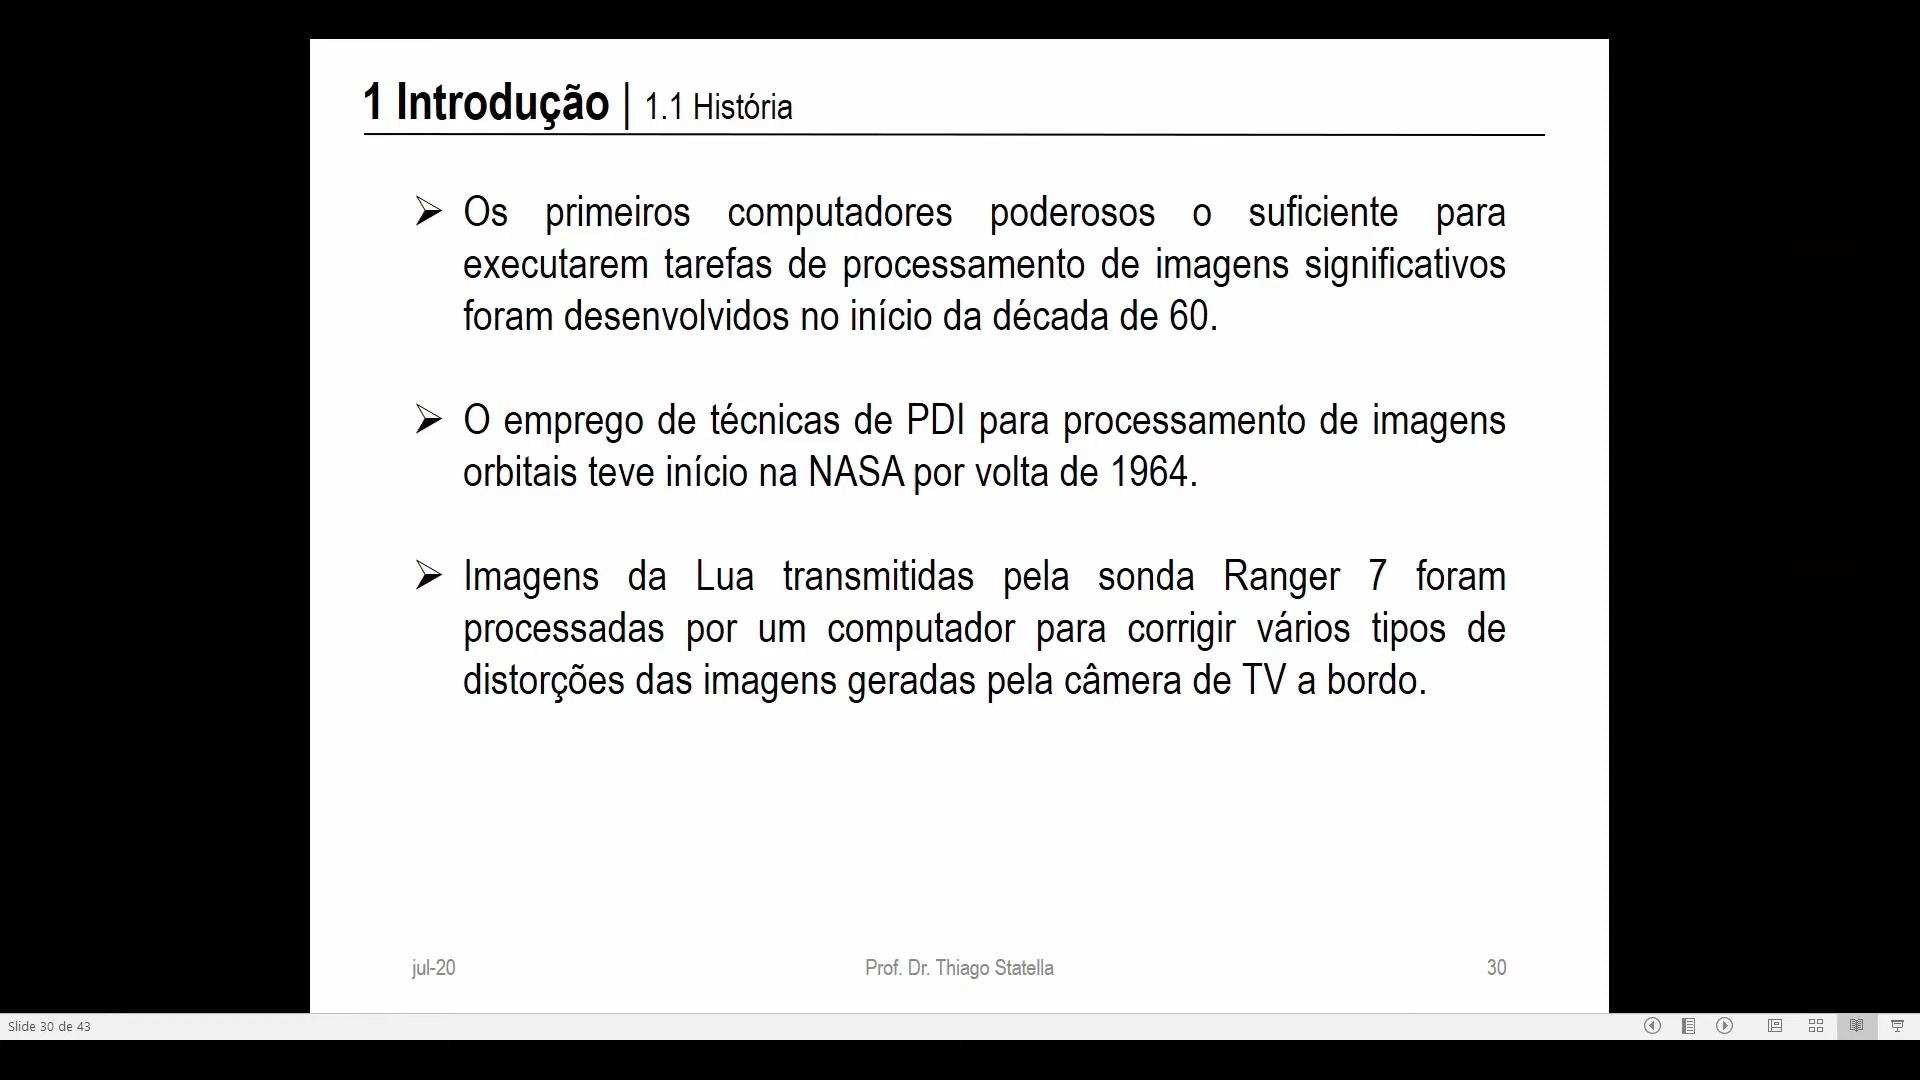 1 Introdução | 1.1 História
➢ Os primeiros computadores poderosos o suficiente para
executarem tarefas de processamento de imagens significativos
foram desenvolvidos no início da década de 60.
➢ O emprego de técnicas de PDI para processamento de imagens
orbitais teve início na NASA por volta de 1964.
➢ Imagens da Lua transmitidas pela sonda Ranger 7 foram
processadas por um computador para corrigir vários tipos de
distorções das imagens geradas pela câmera de TV a bordo.
jul-20 Prof. Dr. Thiago Statella 30
Slide 30 de 43